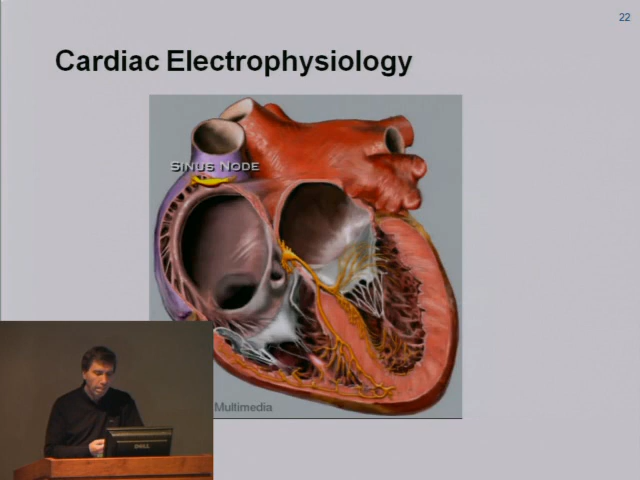 22
Cardiac Electrophysiology
SINUS NODE
Multimedia
DELL